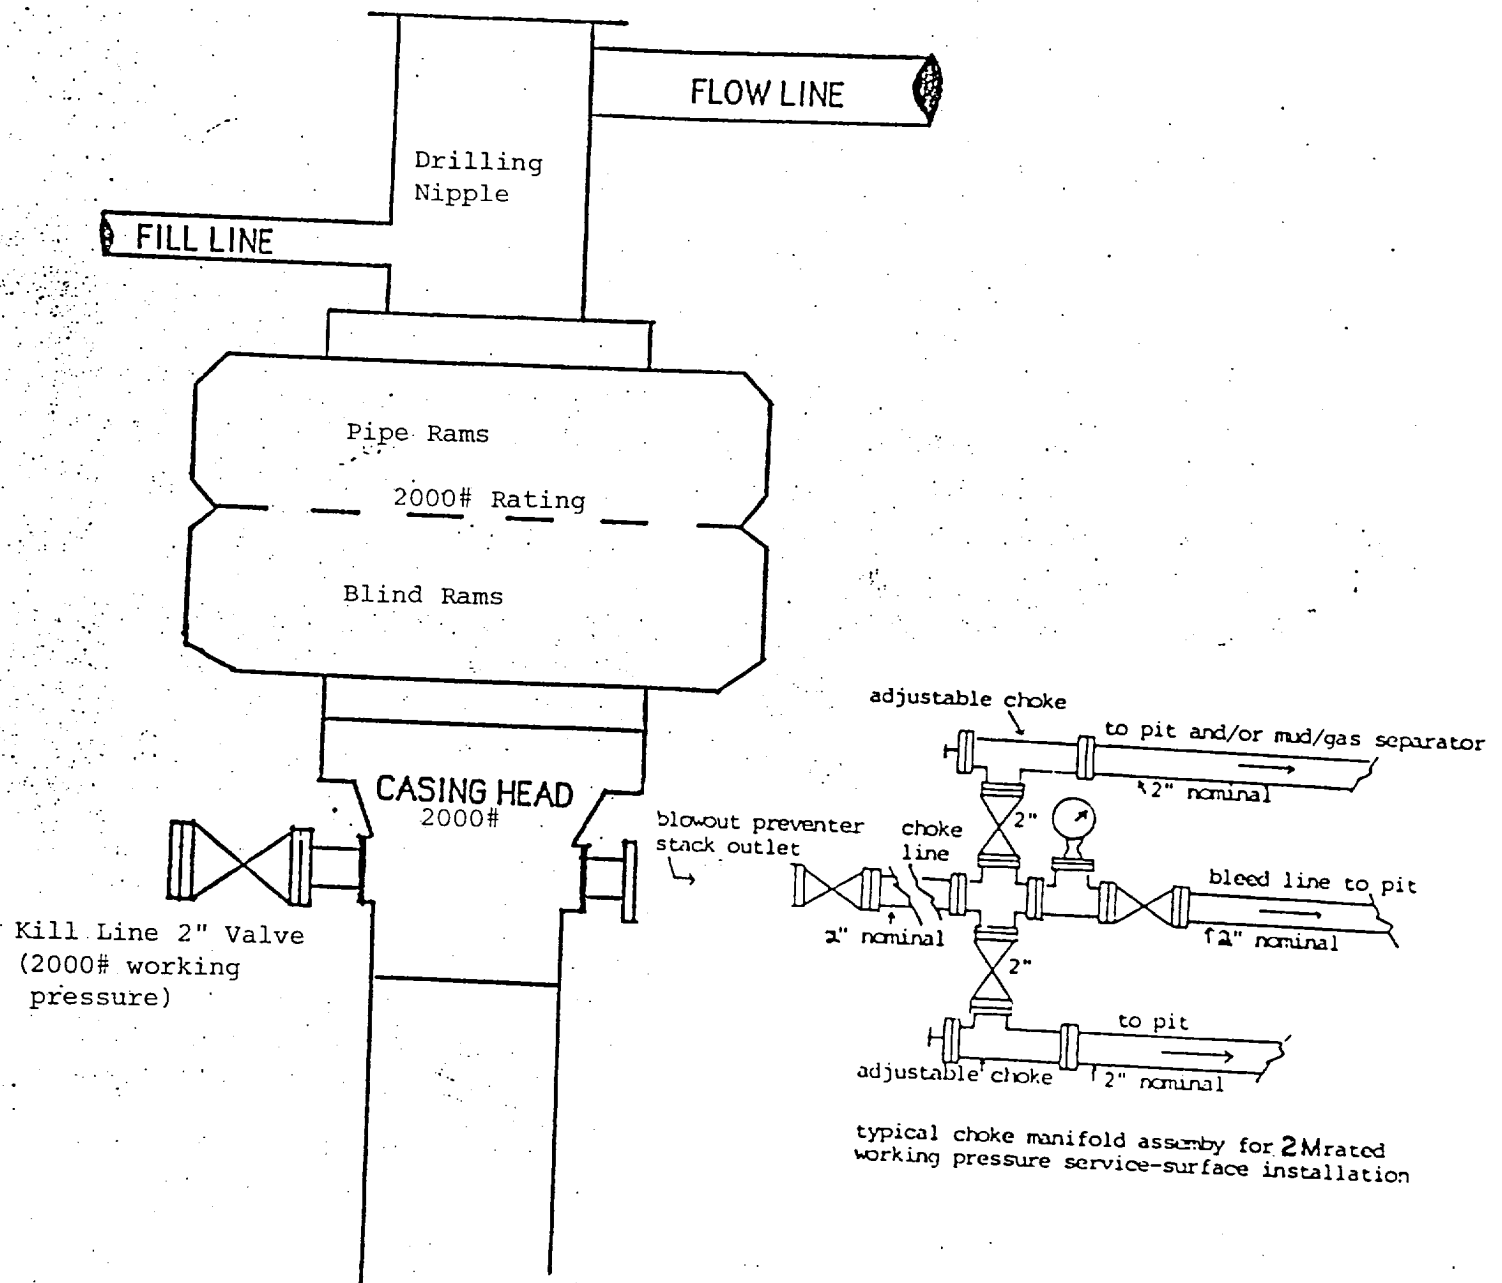 FLOW LINE
Drilling
Nipple
FILL LINE
Pipe Rams
2000# Rating
Blind Rams
CASING HEAD
2000#
Kill Line 2" Valve
(2000# working
pressure)
blowout preventer
stack outlet
choke
line
2" nominal
adjustable choke
to pit and/or mud/gas separator
2" nominal
2"
bleed line to pit
2" nominal
2"
to pit
adjustable choke
2" nominal
typical choke manifold assemby for 2M rated
working pressure service-surface installation